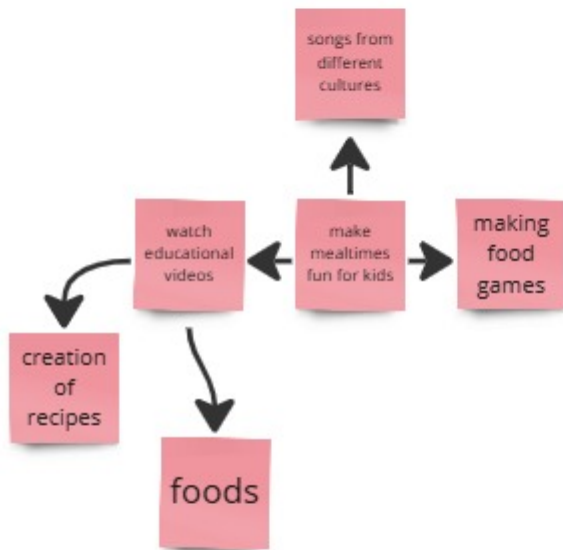 songs from
different
cultures
watch
educational
videos
make
mealtimes
fun for kids
making
food
games
creation
of
recipes
foods